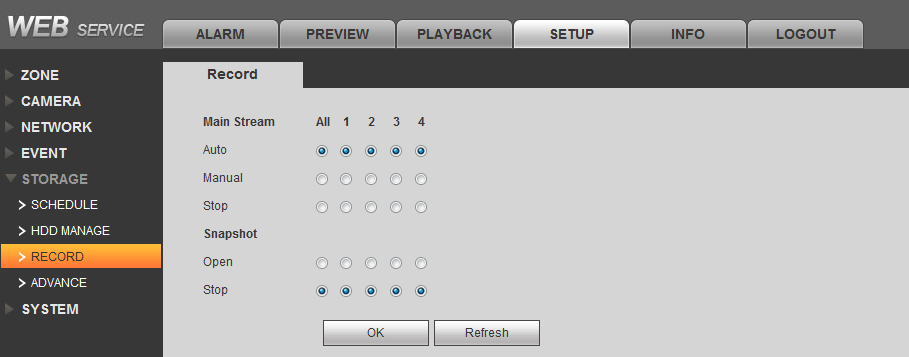 WEB SERVICE
ALARM PREVIEW PLAYBACK SETUP INFO LOGOUT
ZONE
CAMERA
NETWORK
EVENT
STORAGE
SCHEDULE
HDD MANAGE
RECORD
ADVANCE
SYSTEM
Record
Main Stream All 1 2 3 4
Auto
Manual
Stop
Snapshot
Open
Stop
OK Refresh